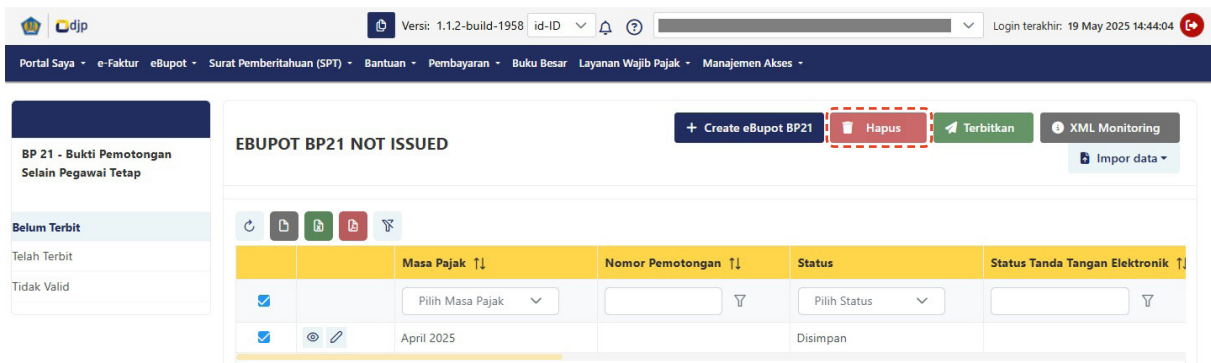 djp
Versi: 1.1.2-build-1958 id-ID Login terakhir: 19 May 2025 14:44:04
Portal Saya e-Faktur eBupot Surat Pemberitahuan (SPT) Bantuan Pembayaran Buku Besar Layanan Wajib Pajak Manajemen Akses
+ Create eBupot BP21 Hapus Terbitkan XML Monitoring
EBUPOT BP21 NOT ISSUED
Impor data
BP 21 - Bukti Pemotongan
Selain Pegawai Tetap
Belum Terbit
Telah Terbit
Tidak Valid
Masa Pajak Nomor Pemotongan Status Status Tanda Tangan Elektronik
Pilih Masa Pajak Pilih Status
April 2025 Disimpan